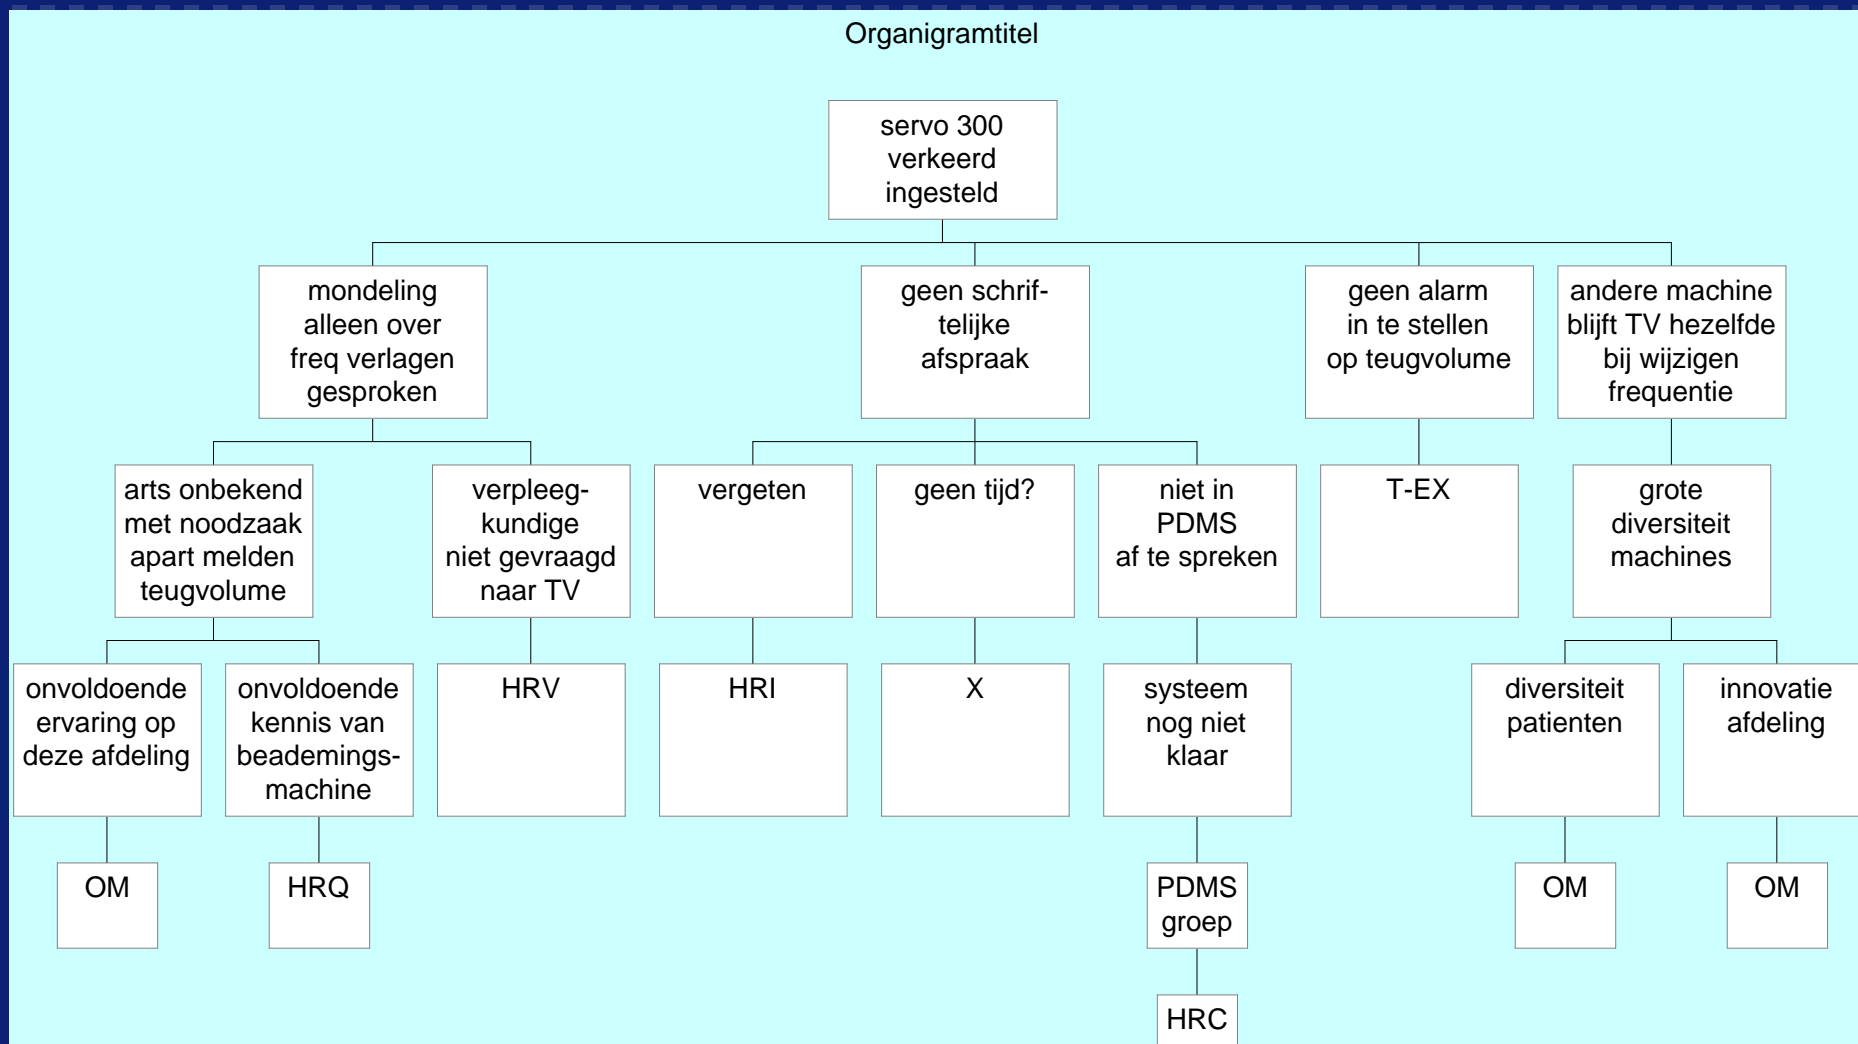 Organigramtitel
servo 300
verkeerd
ingesteld
mondeling
alleen over
freq verlagen
gesproken
geen schrif-
telijke
afspraak
geen alarm
in te stellen
op teugvolume
andere machine
blijft TV hezelfde
bij wijzigen
frequentie
arts onbekend
met noodzaak
apart melden
teugvolume
verpleeg-
kundige
niet gevraagd
naar TV
vergeten
geen tijd?
niet in
PDMS
af te spreken
T-EX
grote
diversiteit
machines
onvoldoende
ervaring op
deze afdeling
onvoldoende
kennis van
beademings-
machine
HRV
HRI
X
systeem
nog niet
klaar
diversiteit
patienten
innovatie
afdeling
OM
HRQ
PDMS
groep
OM
OM
HRC